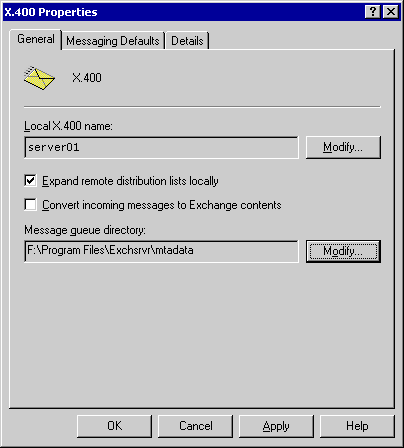 X.400 Properties
General Messaging Defaults Details
X.400
Local X.400 name:
server01 Modify...
Expand remote distribution lists locally
Convert incoming messages to Exchange contents
Message queue directory:
F:\Program Files\Exchsrvr\mtadata Modify...
OK Cancel Apply Help